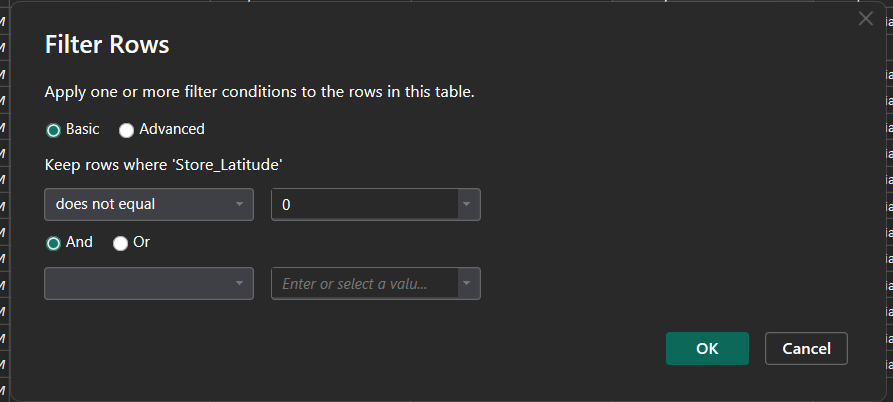 Filter Rows
Apply one or more filter conditions to the rows in this table.
Basic Advanced
Keep rows where 'Store_Latitude'
does not equal 0
And Or
Enter or select a valu...
OK Cancel